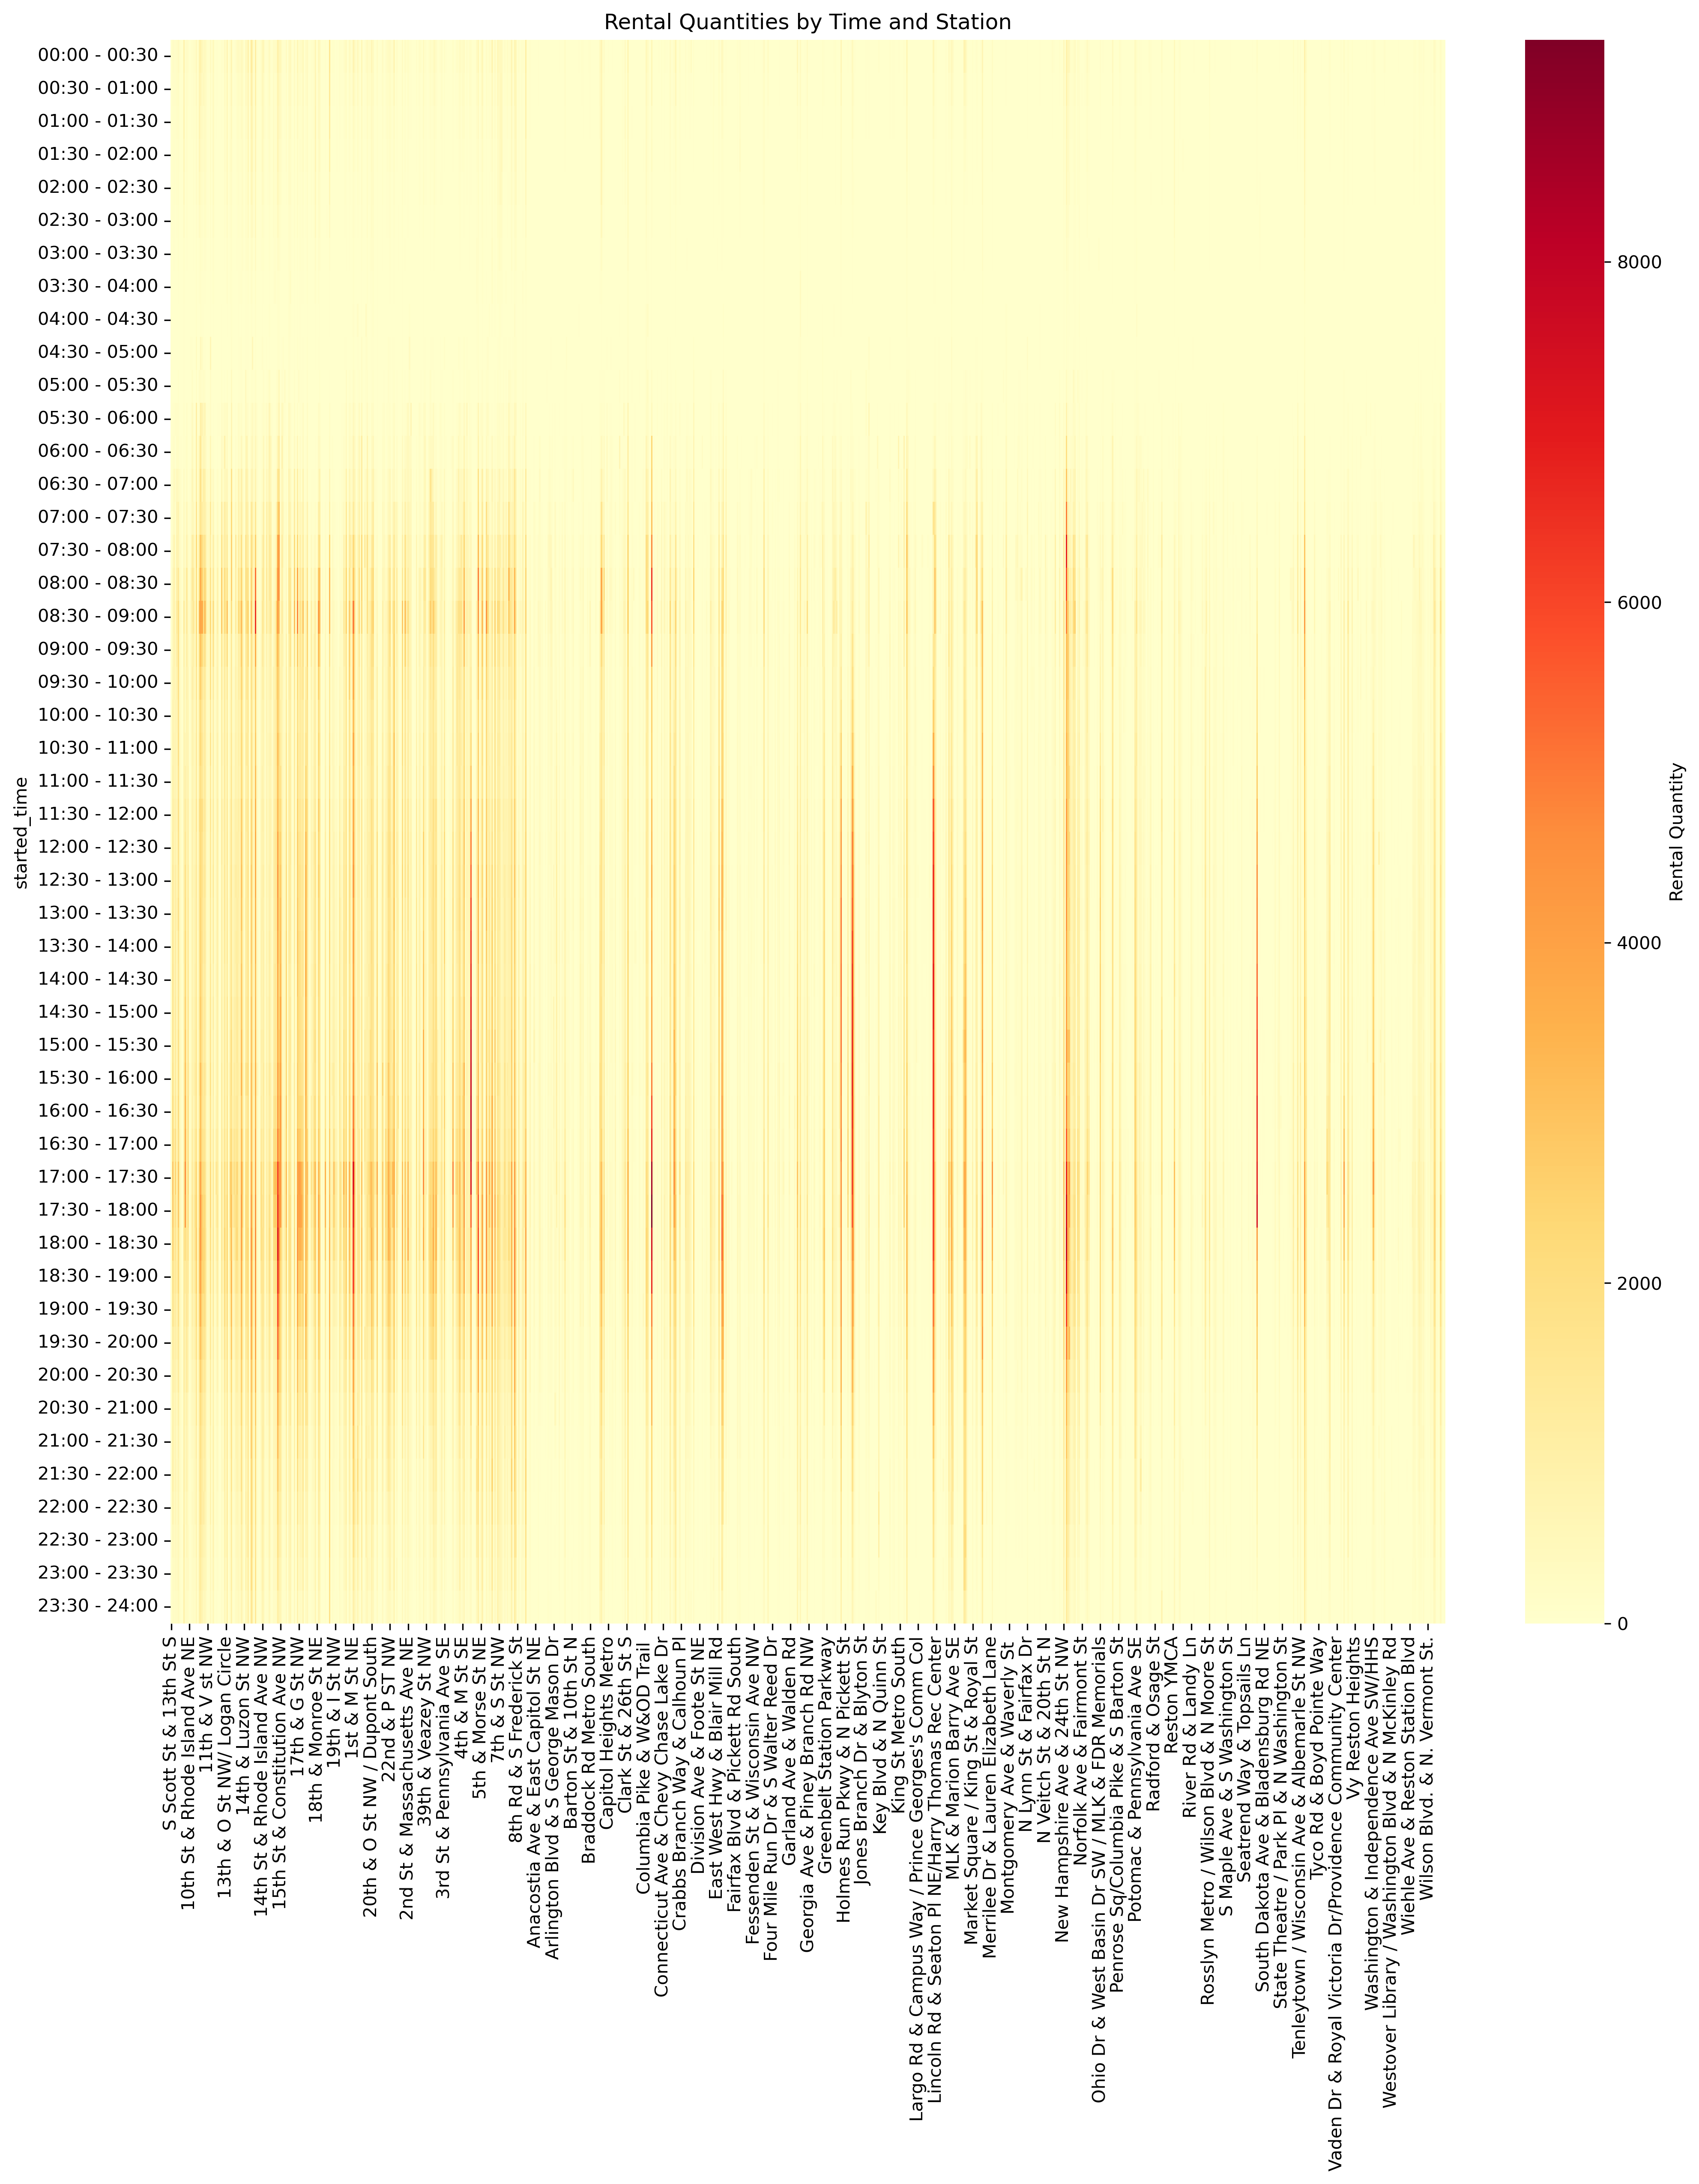 Rental Quantities by Time and Station
00:00 - 00:30
00:30 - 01:00
01:00 - 01:30
01:30 - 02:00
02:00 - 02:30
02:30 - 03:00
03:00 - 03:30
03:30 - 04:00
04:00 - 04:30
04:30 - 05:00
05:00 - 05:30
05:30 - 06:00
06:00 - 06:30
06:30 - 07:00
07:00 - 07:30
07:30 - 08:00
08:00 - 08:30
08:30 - 09:00
09:00 - 09:30
09:30 - 10:00
10:00 - 10:30
10:30 - 11:00
11:00 - 11:30
11:30 - 12:00
12:00 - 12:30
12:30 - 13:00
13:00 - 13:30
13:30 - 14:00
14:00 - 14:30
14:30 - 15:00
15:00 - 15:30
15:30 - 16:00
16:00 - 16:30
16:30 - 17:00
17:00 - 17:30
17:30 - 18:00
18:00 - 18:30
18:30 - 19:00
19:00 - 19:30
19:30 - 20:00
20:00 - 20:30
20:30 - 21:00
21:00 - 21:30
21:30 - 22:00
22:00 - 22:30
22:30 - 23:00
23:00 - 23:30
23:30 - 24:00
started_time
S Scott St & 13th St S
10th St & Rhode Island Ave NE
11th & V st NW
13th & O St NW/ Logan Circle
14th & Luzon St NW
14th St & Rhode Island Ave NW
15th St & Constitution Ave NW
17th & G St NW
18th & Monroe St NE
19th & I St NW
1st & M St NE
20th & O St NW / Dupont South
22nd & P ST NW
2nd St & Massachusetts Ave NE
39th & Veazey St NW
3rd St & Pennsylvania Ave SE
4th & M St SE
5th & Morse St NE
7th & S St NW
8th Rd & S Frederick St
Anacostia Ave & East Capitol St NE
Arlington Blvd & S George Mason Dr
Barton St & 10th St N
Braddock Rd Metro South
Capitol Heights Metro
Clark St & 26th St S
Columbia Pike & W&OD Trail
Connecticut Ave & Chevy Chase Lake Dr
Crabbs Branch Way & Calhoun Pl
Division Ave & Foote St NE
East West Hwy & Blair Mill Rd
Fairfax Blvd & Pickett Rd South
Fessenden St & Wisconsin Ave NW
Four Mile Run Dr & S Walter Reed Dr
Garland Ave & Walden Rd
Georgia Ave & Piney Branch Rd NW
Greenbelt Station Parkway
Holmes Run Pkwy & N Pickett St
Jones Branch Dr & Blyton St
Key Blvd & N Quinn St
King St Metro South
Largo Rd & Campus Way / Prince Georges's Comm Col
Lincoln Rd & Seaton Pl NE/Harry Thomas Rec Center
MLK & Marion Barry Ave SE
Market Square / King St & Royal St
Merrilee Dr & Lauren Elizabeth Lane
Montgomery Ave & Waverly St
N Lynn St & Fairfax Dr
N Veitch St & 20th St N
New Hampshire Ave & 24th St NW
Norfolk Ave & Fairmont St
Ohio Dr & West Basin Dr SW / MLK & FDR Memorials
Penrose Sq/Columbia Pike & S Barton St
Potomac & Pennsylvania Ave SE
Radford & Osage St
Reston YMCA
River Rd & Landy Ln
Rosslyn Metro / Wilson Blvd & N Moore St
S Maple Ave & S Washington St
Seatrend Way & Topsails Ln
South Dakota Ave & Bladensburg Rd NE
State Theatre / Park Pl & N Washington St
Tenleytown / Wisconsin Ave & Albemarle St NW
Tyco Rd & Boyd Pointe Way
Vaden Dr & Royal Victoria Dr/Providence Community Center
Vy Reston Heights
Washington & Independence Ave SW/HHS
Westover Library / Washington Blvd & N McKinley Rd
Wiehle Ave & Reston Station Blvd
Wilson Blvd. & N. Vermont St.
8000
6000
4000
2000
0
Rental Quantity